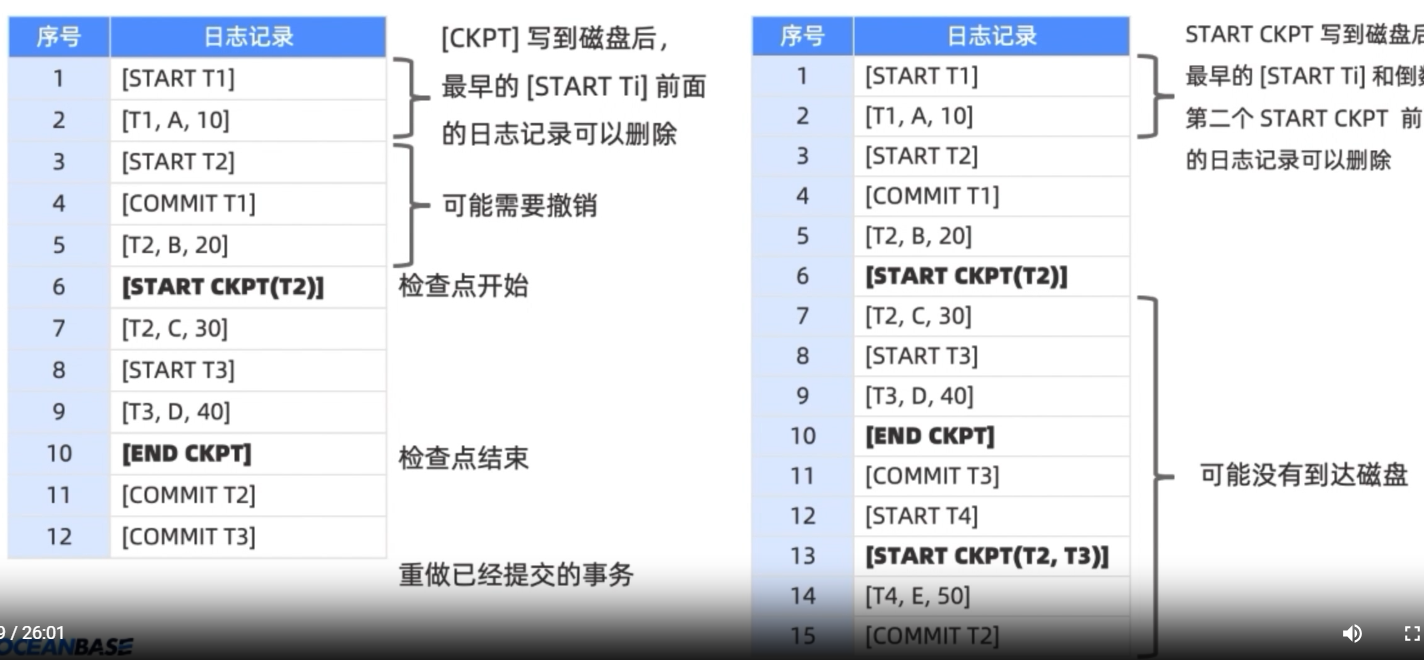 序号 日志记录
1 [START T1]
2 [T1, A, 10]
3 [START T2]
4 [COMMIT T1]
5 [T2, B, 20]
6 [START CKPT(T2)]
7 [T2, C, 30]
8 [START T3]
9 [T3, D, 40]
10 [END CKPT]
11 [COMMIT T2]
12 [COMMIT T3]
[CKPT] 写到磁盘后，
最早的 [START Ti] 前面
的日志记录可以删除
可能需要撤销
检查点开始
检查点结束
重做已经提交的事务
序号 日志记录
1 [START T1]
2 [T1, A, 10]
3 [START T2]
4 [COMMIT T1]
5 [T2, B, 20]
6 [START CKPT(T2)]
7 [T2, C, 30]
8 [START T3]
9 [T3, D, 40]
10 [END CKPT]
11 [COMMIT T3]
12 [START T4]
13 [START CKPT(T2, T3)]
14 [T4, E, 50]
15 [COMMIT T2]
START CKPT 写到磁盘后
最早的 [START Ti] 和倒数
第二个 START CKPT 前
的日志记录可以删除
可能没有到达磁盘
9 / 26:01
OCEANBASE